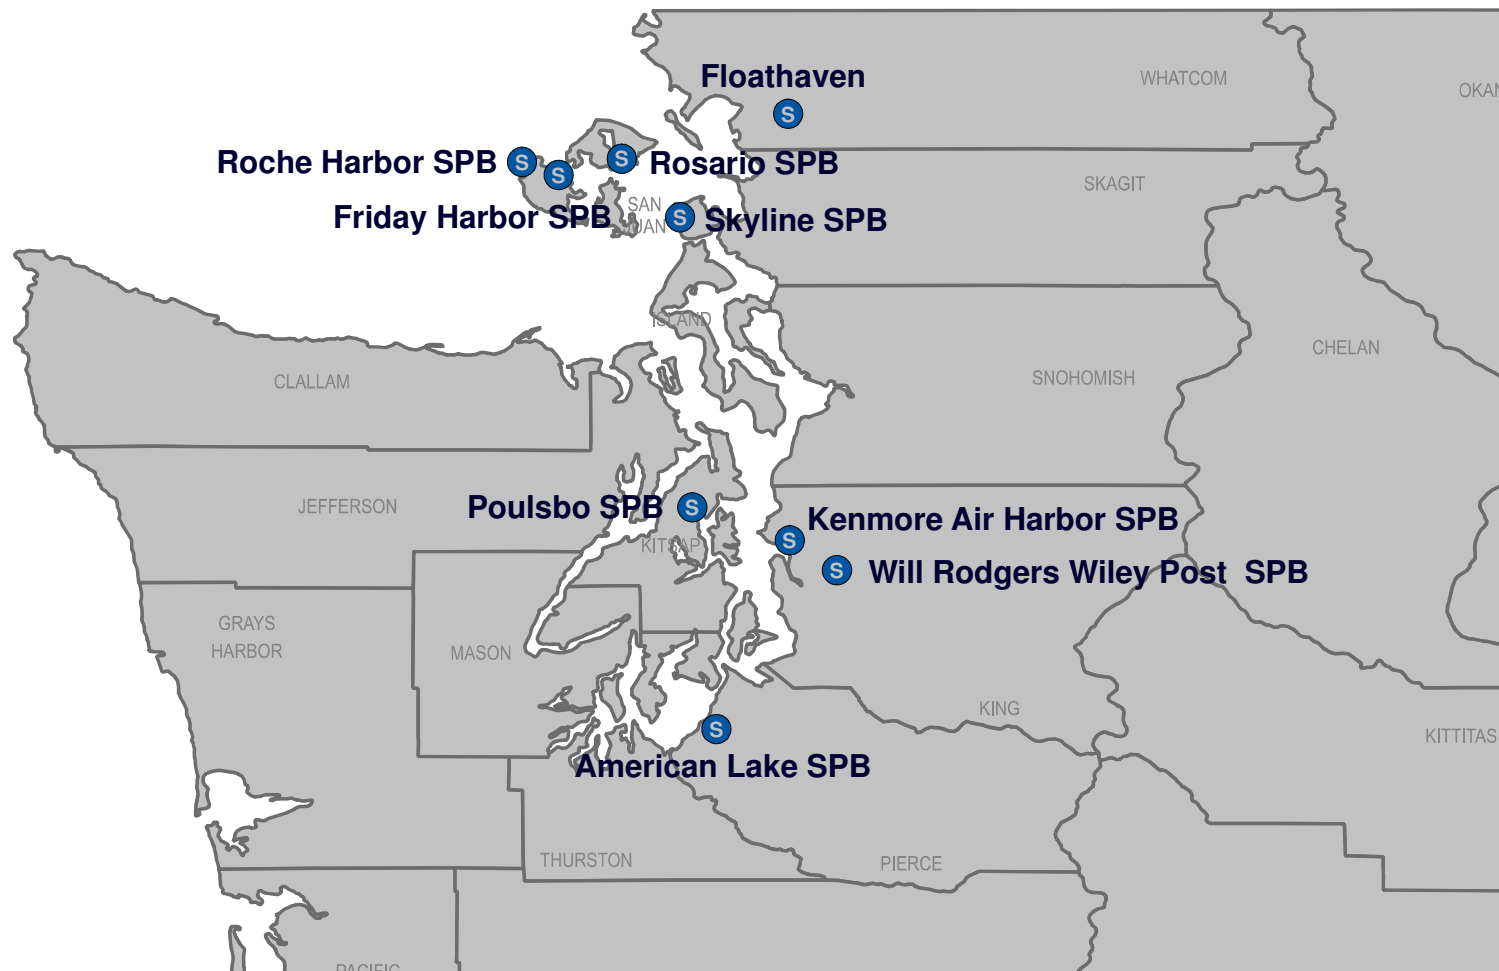 Floathaven
WHATCOM
OKAN
S
Roche Harbor SPB
S
S
S
Rosario SPB
SKAGIT
Friday Harbor SPB
SAN
JUAN
S
Skyline SPB
ISLAND
CHELAN
CLALLAM
SNOHOMISH
JEFFERSON
Poulsbo SPB
S
Kenmore Air Harbor SPB
S
KITSAP
S
Will Rodgers Wiley Post SPB
GRAYS
HARBOR
MASON
KING
S
KITTITAS
American Lake SPB
THURSTON
PIERCE
PACIFIC